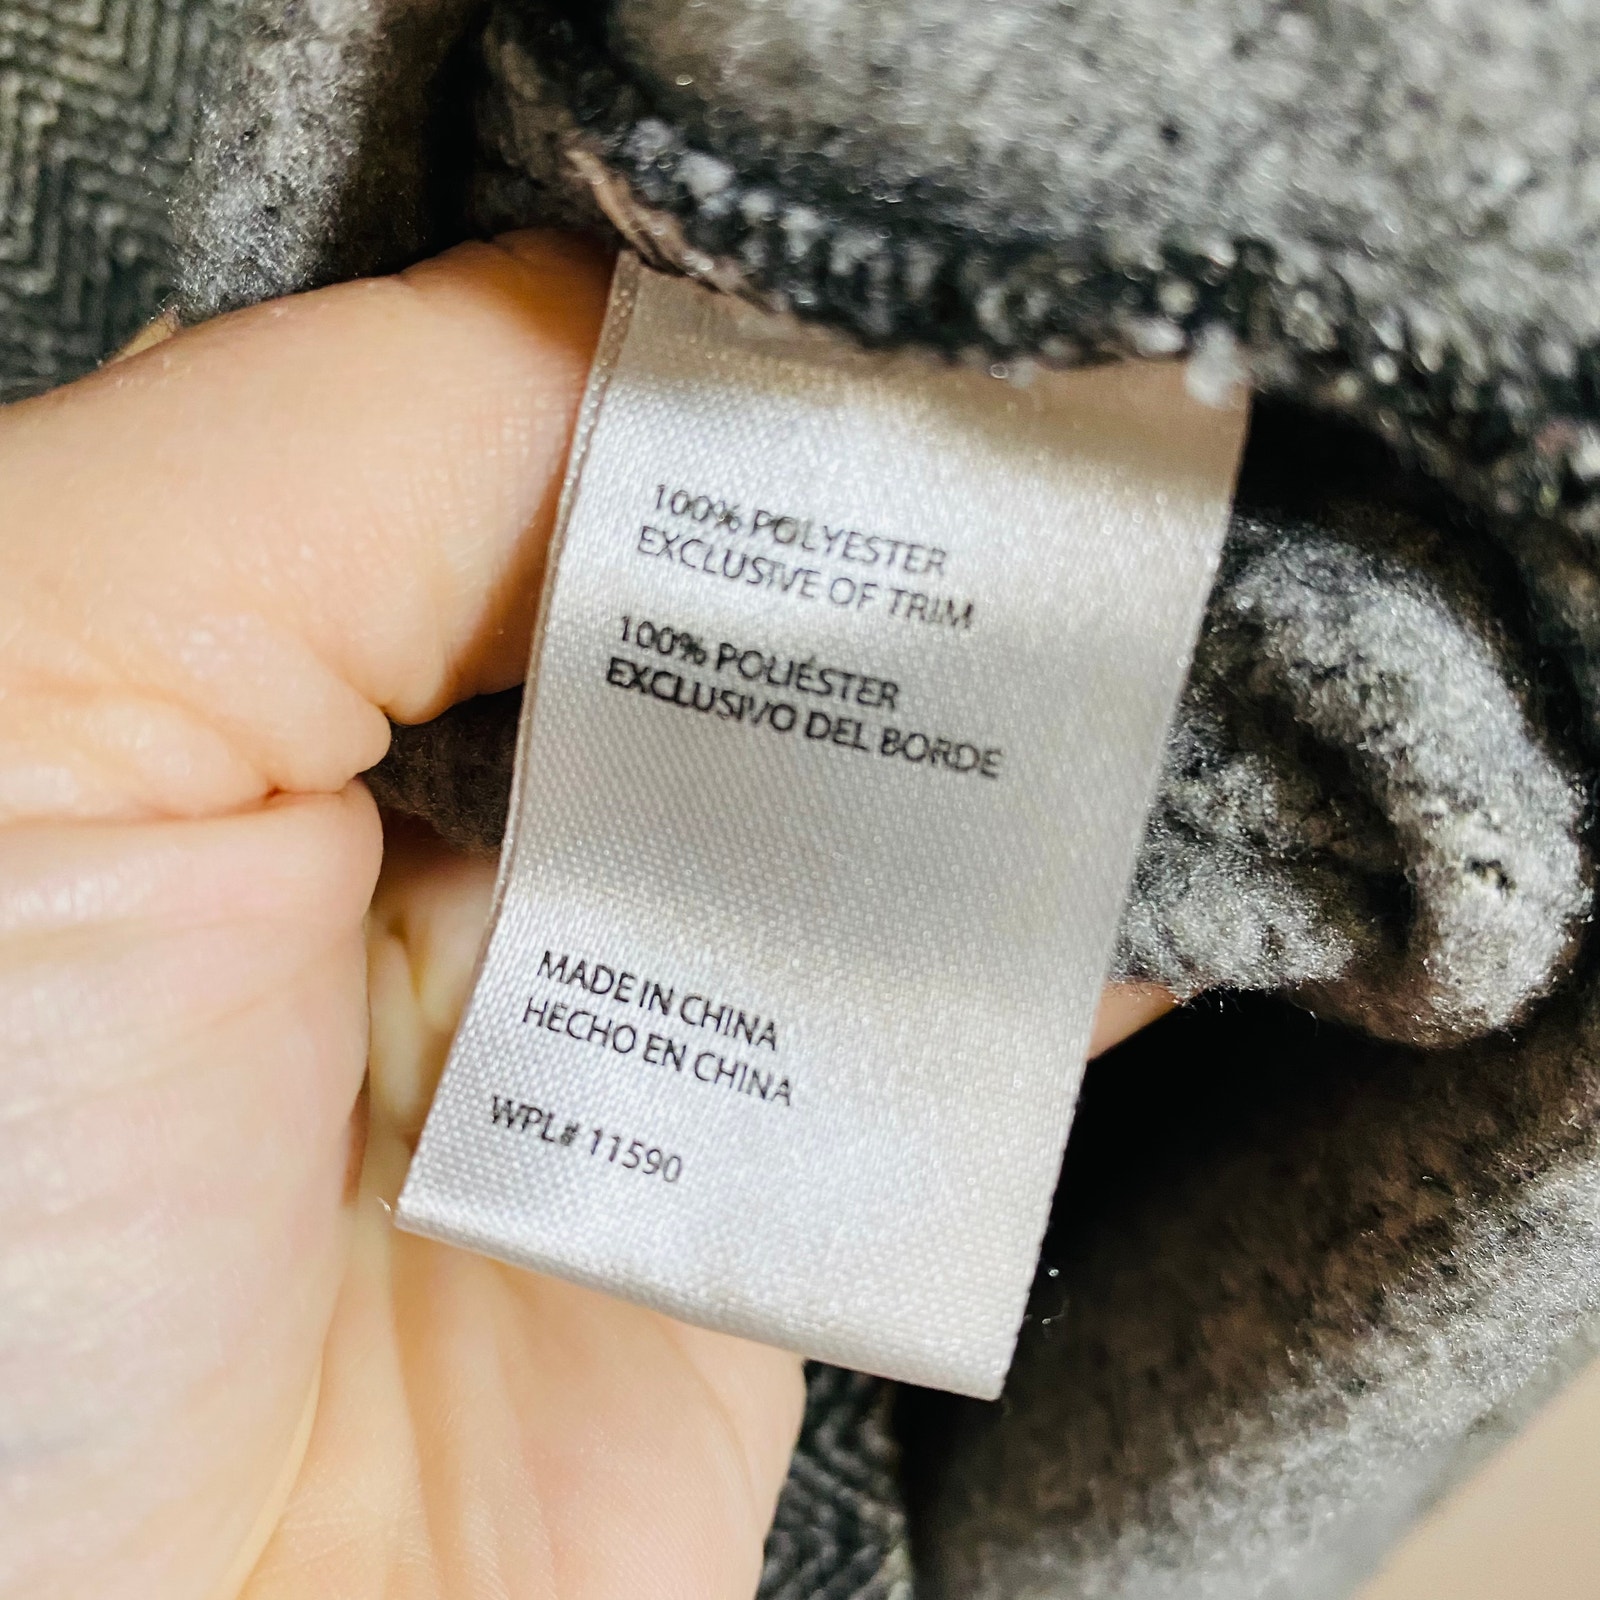 100% POLYESTER
EXCLUSIVE OF TRIM
100% POLIÉSTER
EXCLUSIVO DEL BORDE
MADE IN CHINA
HECHO EN CHINA
WPL# 11590